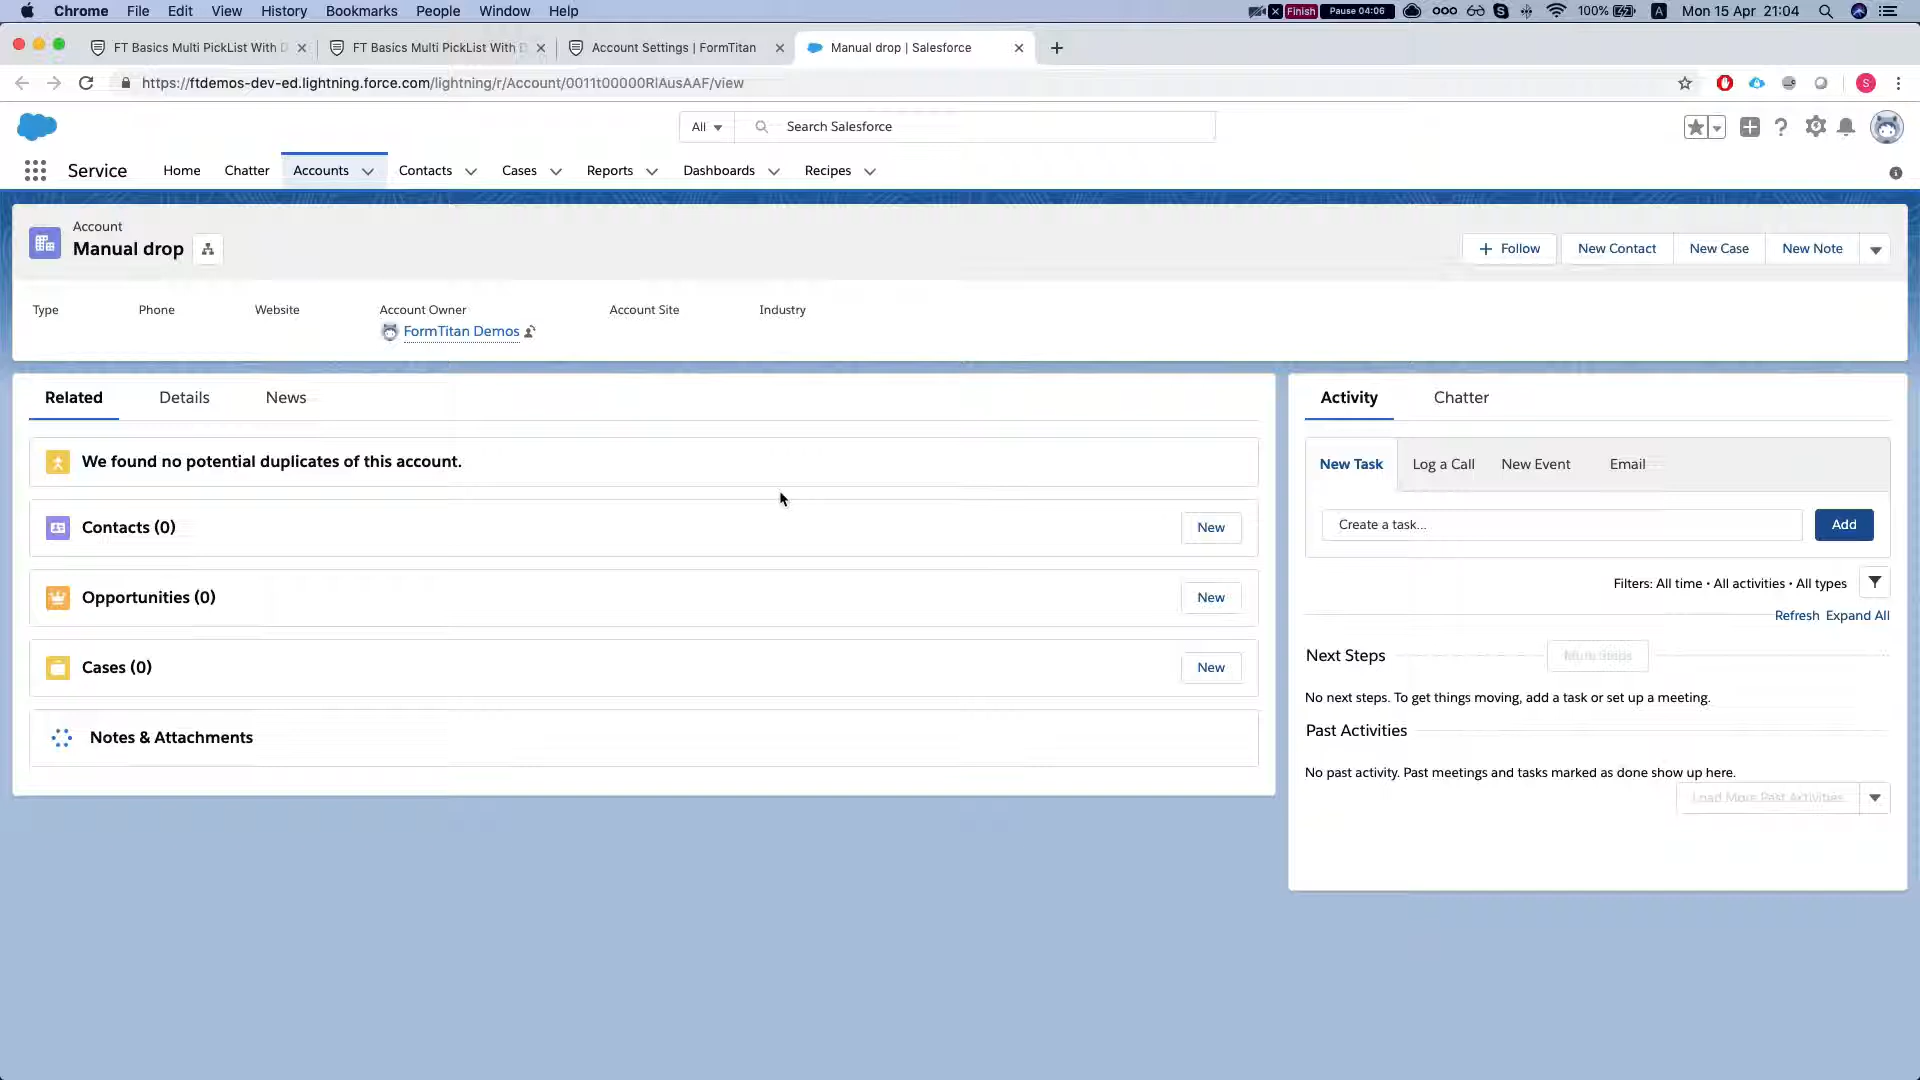 Chrome File Edit View History Bookmarks People Window Help Finish Pause 04:06 100% A Mon 15 Apr 21:04
FT Basics Multi PickList With D FT Basics Multi PickList With D Account Settings | FormTitan Manual drop | Salesforce
https://ftdemos-dev-ed.lightning.force.com/lightning/r/Account/0011t00000RlAusAAF/view S
All Search Salesforce
Service Home Chatter Accounts Contacts Cases Reports Dashboards Recipes
Account
Manual drop
+ Follow New Contact New Case New Note
Type Phone Website Account Owner Account Site Industry
FormTitan Demos
Related Details News
We found no potential duplicates of this account.
Contacts (0) New
Opportunities (0) New
Cases (0) New
Notes & Attachments
Activity Chatter
New Task Log a Call New Event Email
Create a task... Add
Filters: All time • All activities • All types
Refresh Expand All
Next Steps More Steps
No next steps. To get things moving, add a task or set up a meeting.
Past Activities
No past activity. Past meetings and tasks marked as done show up here.
Load More Past Activities